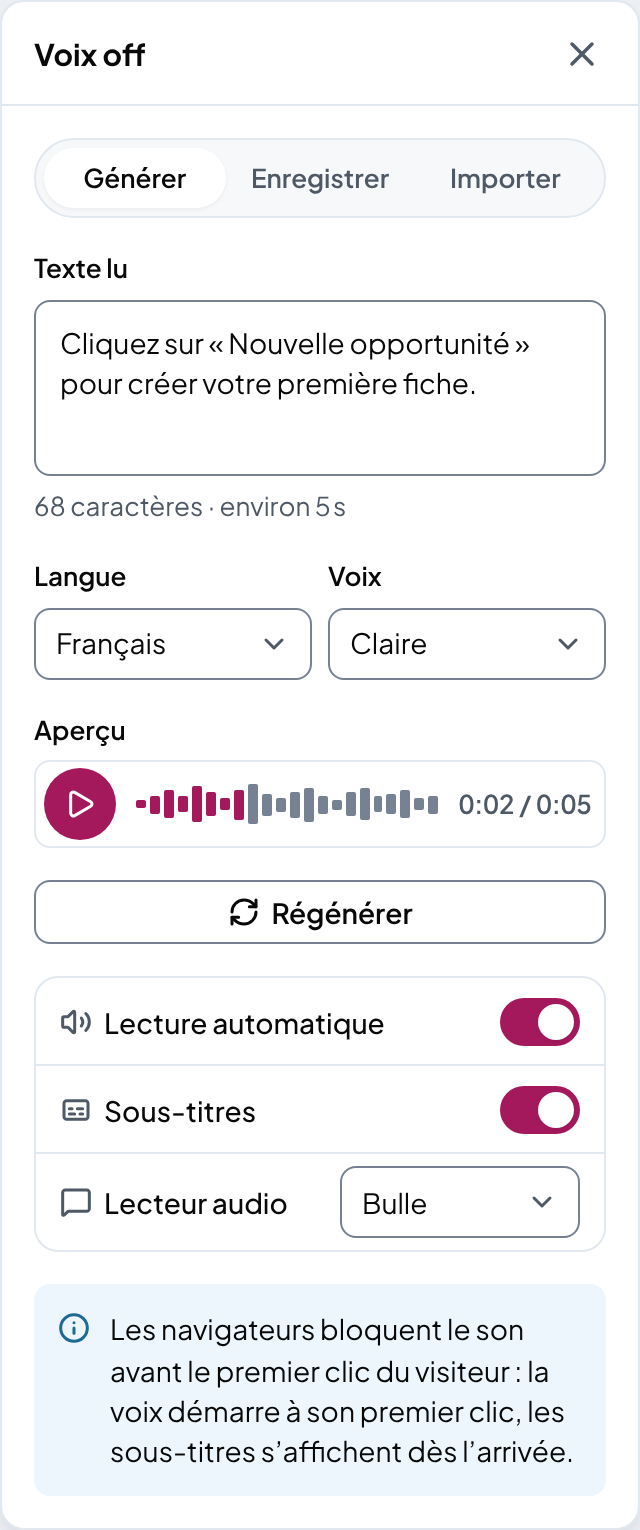 Voix off
Générer
Enregistrer
Importer
Texte lu
Cliquez sur « Nouvelle opportunité »
pour créer votre première fiche.
68 caractères · environ 5 s
Langue
Voix
Français
Claire
Aperçu
0:02 / 0:05
Régénérer
Lecture automatique
Sous-titres
Lecteur audio
Bulle
Les navigateurs bloquent le son
avant le premier clic du visiteur : la
voix démarre à son premier clic, les
sous-titres s’affichent dès l’arrivée.